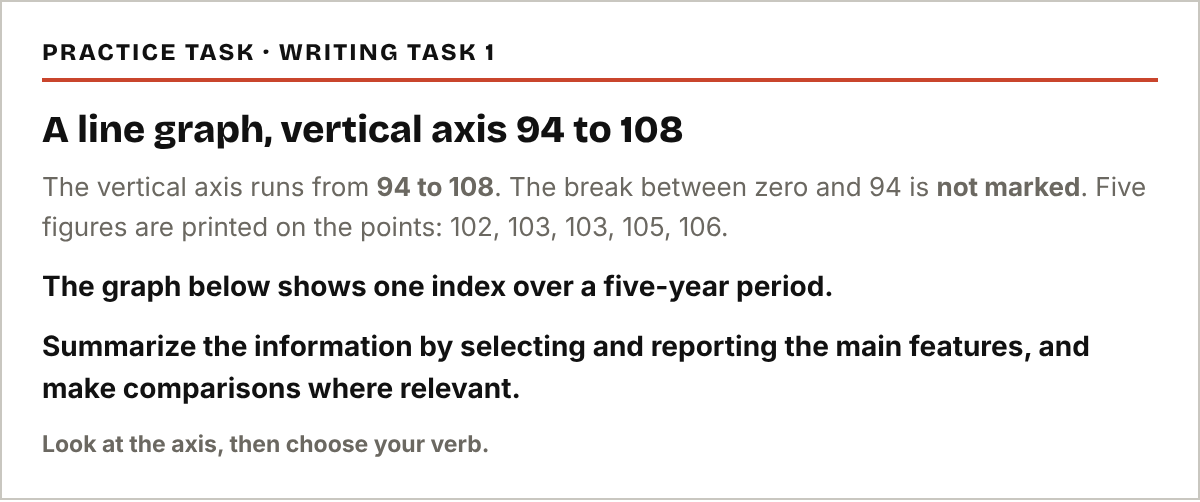 PRACTICE TASK · WRITING TASK 1
A line graph, vertical axis 94 to 108
The vertical axis runs from 94 to 108. The break between zero and 94 is not marked. Five
figures are printed on the points: 102, 103, 103, 105, 106.
The graph below shows one index over a five-year period.
Summarize the information by selecting and reporting the main features, and
make comparisons where relevant.
Look at the axis, then choose your verb.